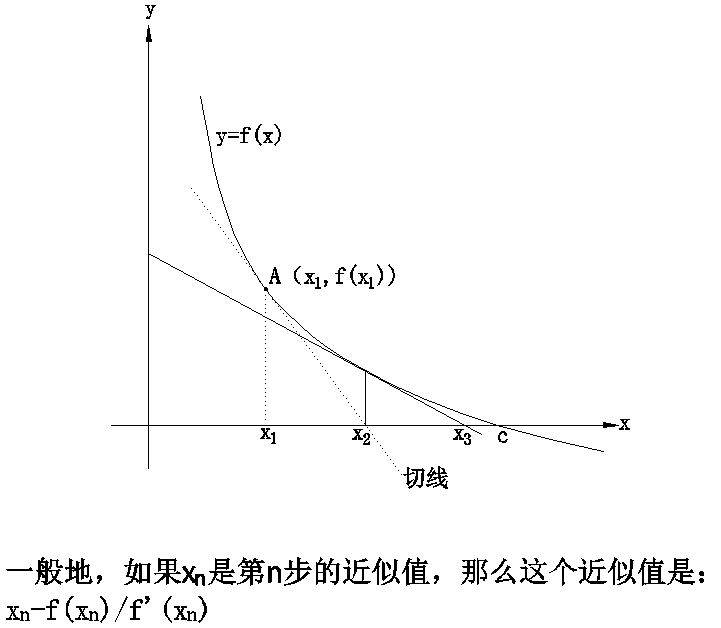 y
y=f(x)
A (x₁,f(x₁))
x₁
x₂
x₃
c
x
切线
一般地，如果xₙ是第n步的近似值，那么这个近似值是：
xₙ-f(xₙ)/f'(xₙ)